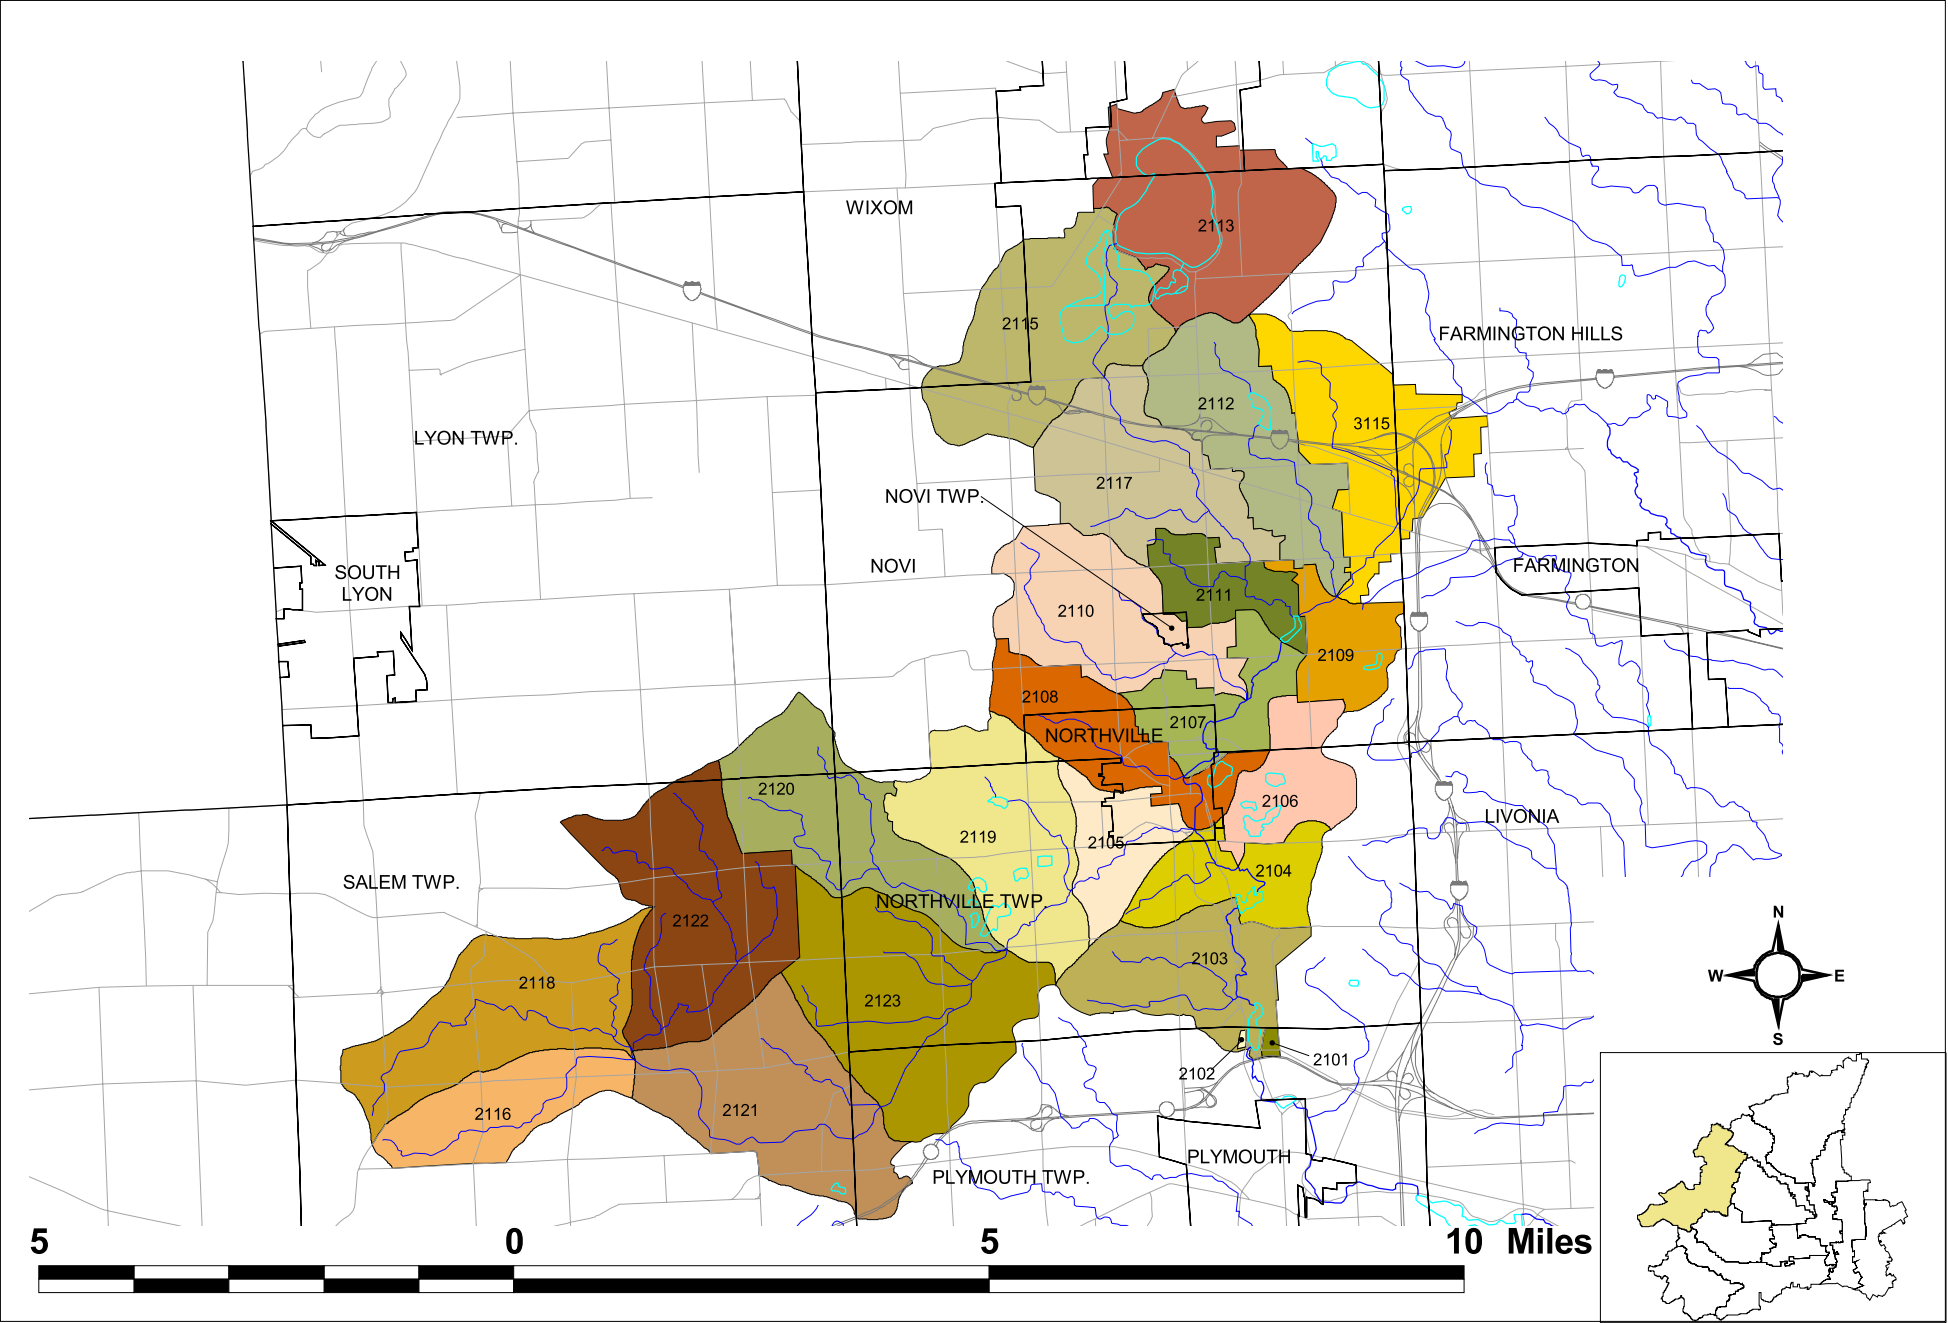 WIXOM
2113
2115
FARMINGTON HILLS
2112
3115
LYON TWP.
2117
NOVI TWP.
NOVI
FARMINGTON
SOUTH
LYON
2111
2110
2109
2108
2107
NORTHVILLE
2120
2106
LIVONIA
2119
2105
2104
SALEM TWP.
NORTHVILLE TWP.
2122
N
2103
W
E
2118
2123
S
2101
2102
2116
2121
PLYMOUTH
PLYMOUTH TWP.
5 0 5 10 Miles